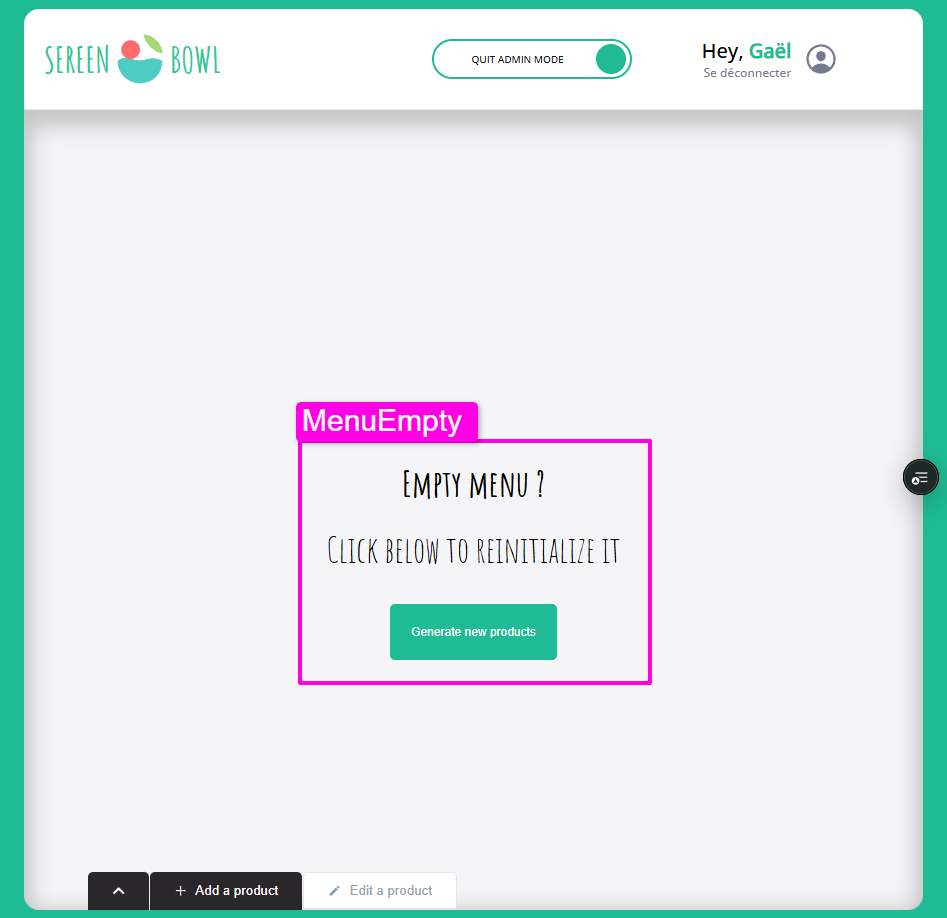 SEREEN BOWL
QUIT ADMIN MODE
Hey, Gaël
Se déconnecter
MenuEmpty
EMPTY MENU ?
CLICK BELOW TO REINITIALIZE IT
Generate new products
Add a product
Edit a product